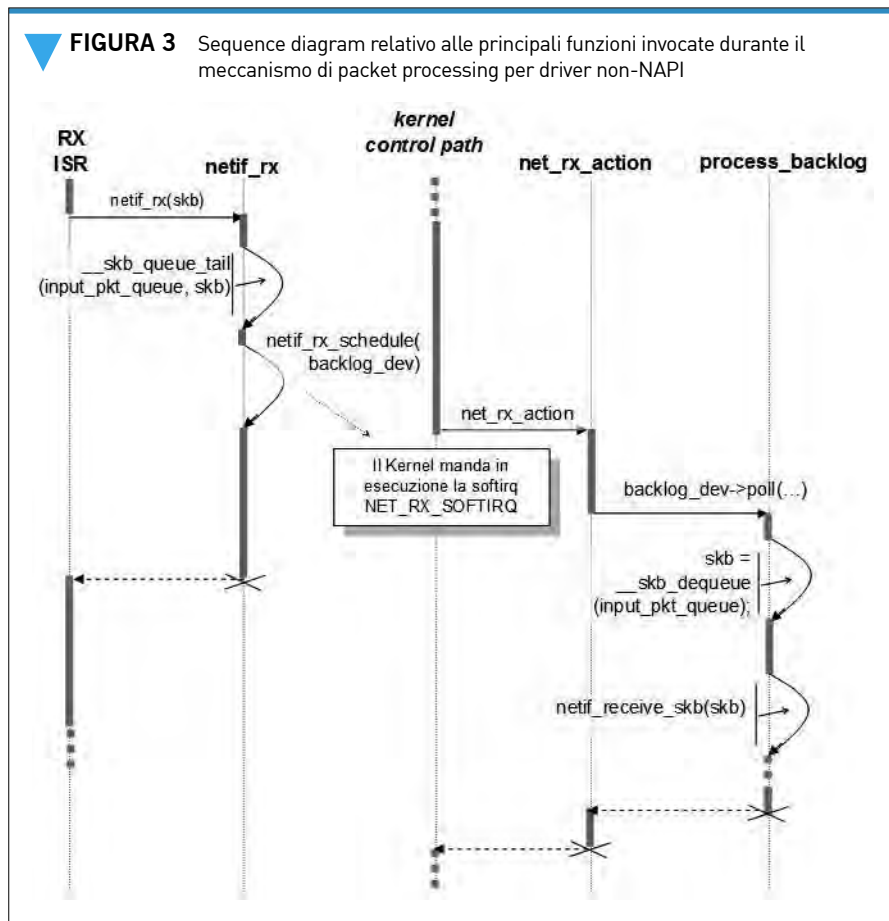 FIGURA 3 Sequence diagram relativo alle principali funzioni invocate durante il
meccanismo di packet processing per driver non-NAPI
RX
ISR
netif_rx
kernel
control path
net_rx_action
process_backlog
netif_rx(skb)
__skb_queue_tail
(input_pkt_queue, skb)
netif_rx_schedule(
backlog_dev)
net_rx_action
Il Kernel manda in
esecuzione la softirq
NET_RX_SOFTIRQ
backlog_dev->poll(...)
skb =
__skb_dequeue
(input_pkt_queue);
netif_receive_skb(skb)